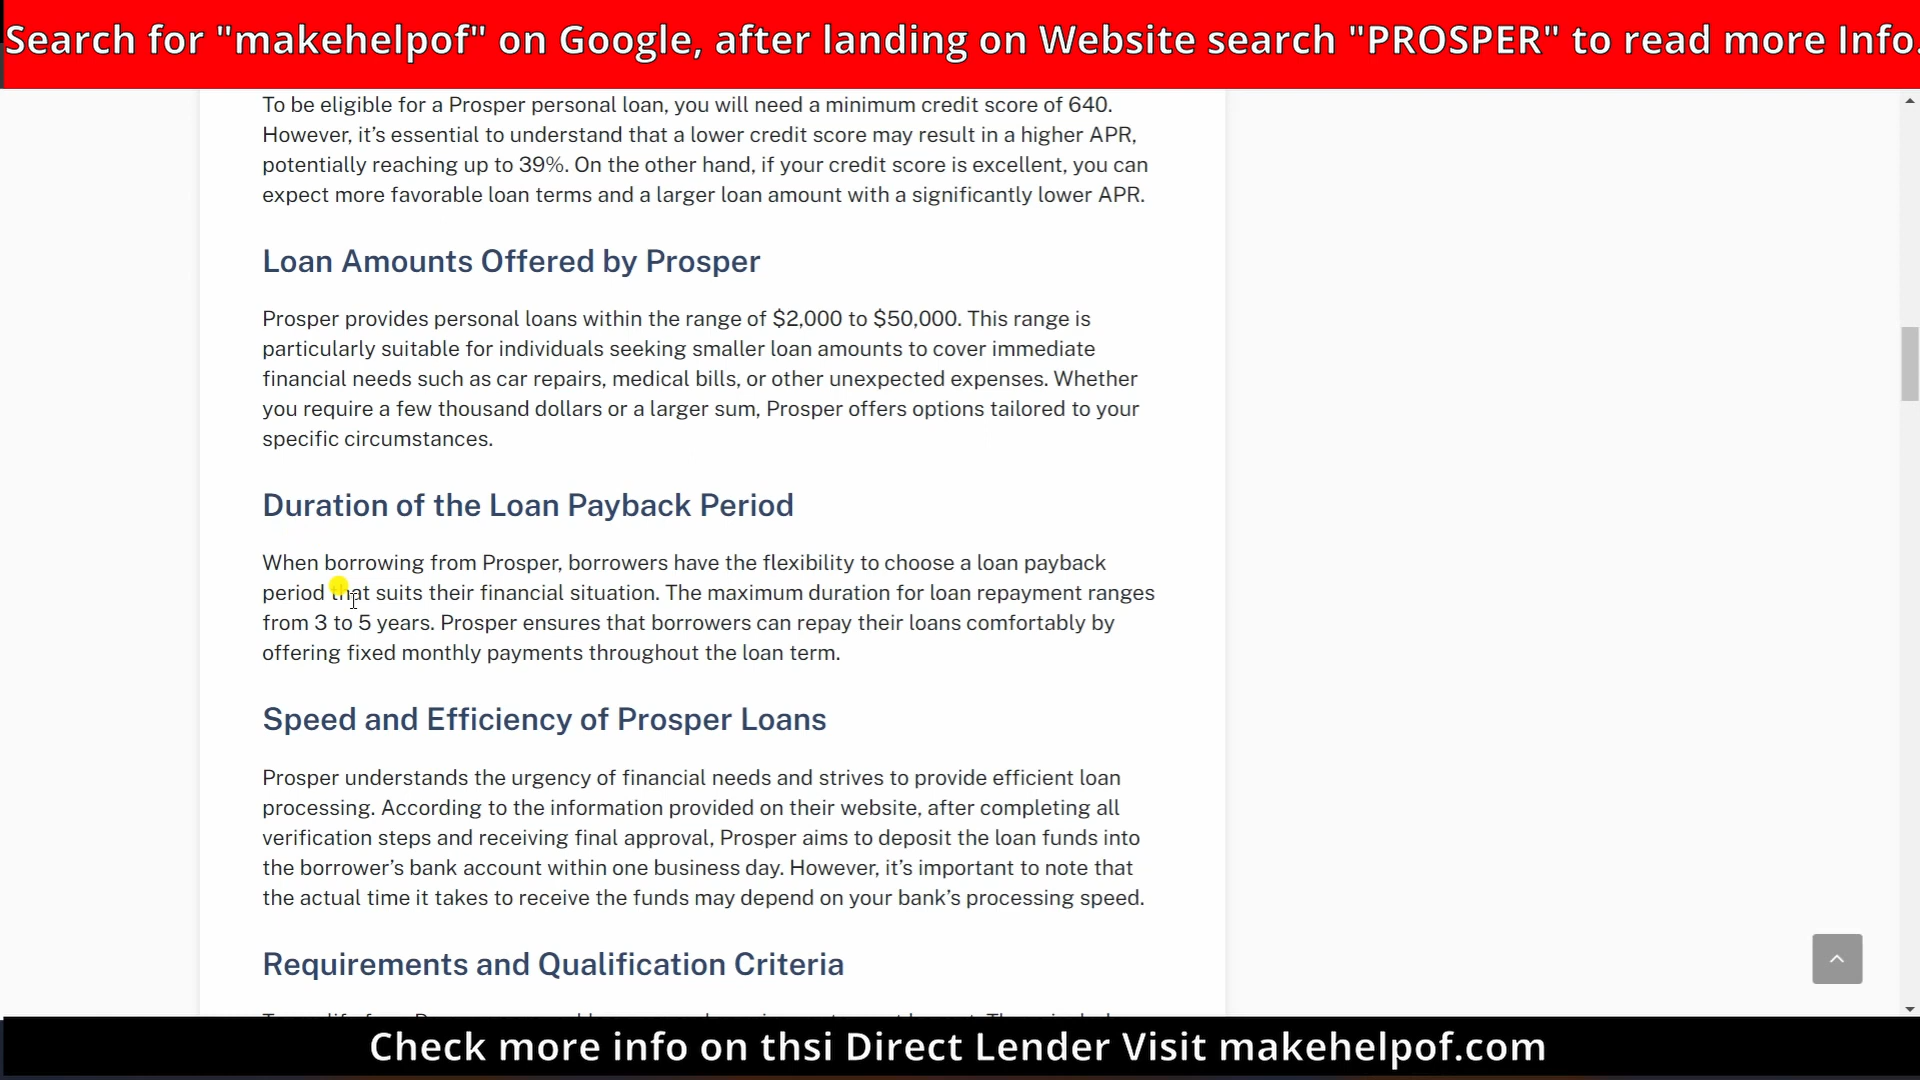 Search for "makehelpof" on Google, after landing on Website search "PROSPER" to read more Info.
To be eligible for a Prosper personal loan, you will need a minimum credit score of 640.
However, it’s essential to understand that a lower credit score may result in a higher APR,
potentially reaching up to 39%. On the other hand, if your credit score is excellent, you can
expect more favorable loan terms and a larger loan amount with a significantly lower APR.
Loan Amounts Offered by Prosper
Prosper provides personal loans within the range of $2,000 to $50,000. This range is
particularly suitable for individuals seeking smaller loan amounts to cover immediate
financial needs such as car repairs, medical bills, or other unexpected expenses. Whether
you require a few thousand dollars or a larger sum, Prosper offers options tailored to your
specific circumstances.
Duration of the Loan Payback Period
When borrowing from Prosper, borrowers have the flexibility to choose a loan payback
period that suits their financial situation. The maximum duration for loan repayment ranges
from 3 to 5 years. Prosper ensures that borrowers can repay their loans comfortably by
offering fixed monthly payments throughout the loan term.
Speed and Efficiency of Prosper Loans
Prosper understands the urgency of financial needs and strives to provide efficient loan
processing. According to the information provided on their website, after completing all
verification steps and receiving final approval, Prosper aims to deposit the loan funds into
the borrower’s bank account within one business day. However, it’s important to note that
the actual time it takes to receive the funds may depend on your bank’s processing speed.
Requirements and Qualification Criteria
Check more info on thsi Direct Lender Visit makehelpof.com